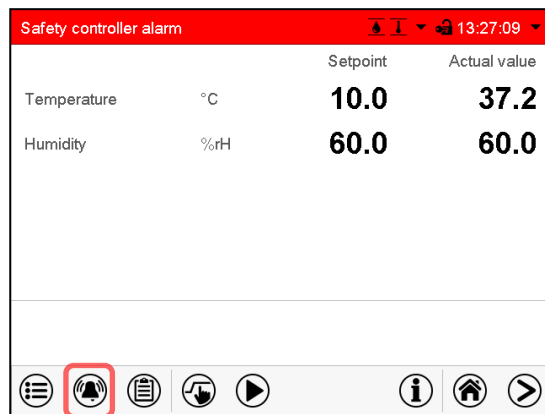 Safety controller alarm 13:27:09
Setpoint Actual value
Temperature °C 10.0 37.2
Humidity %rH 60.0 60.0